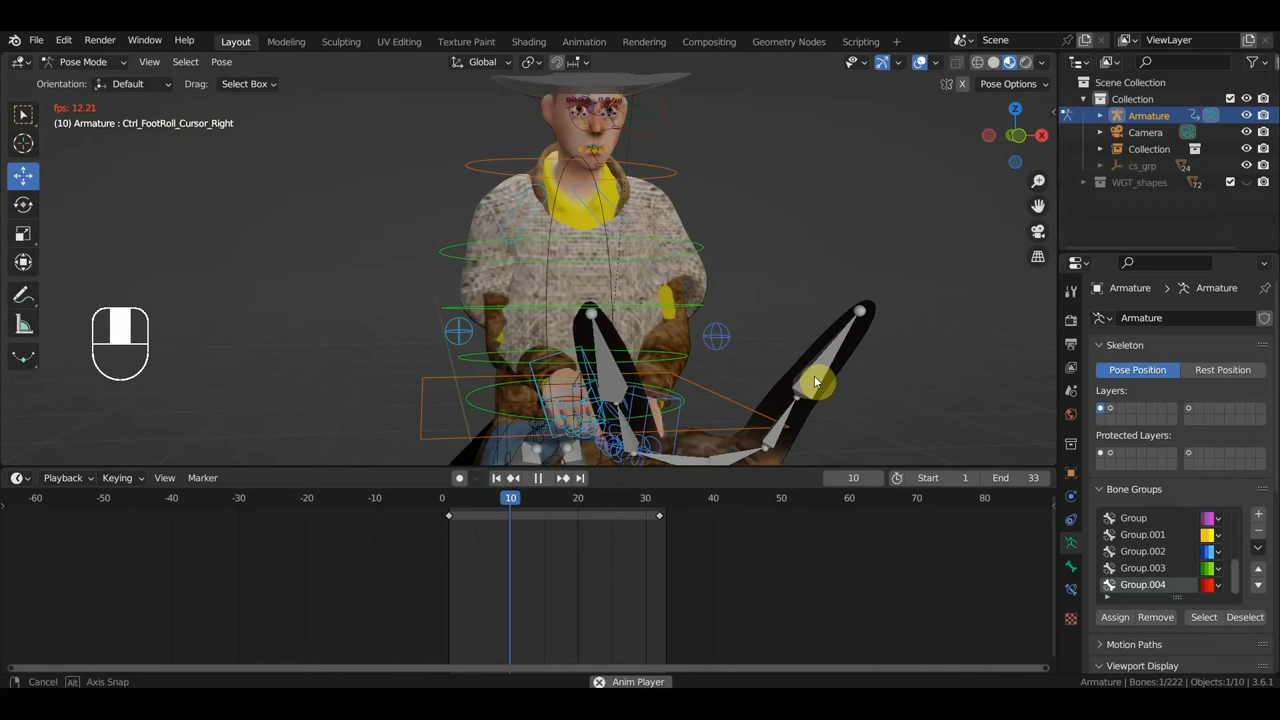 File Edit Render Window Help Layout Modeling Sculpting UV Editing Texture Paint Shading Animation Rendering Compositing Geometry Nodes Scripting + Scene ViewLayer
Pose Mode View Select Pose Global
Orientation: Default Drag: Select Box X Pose Options
fps: 12.21
(10) Armature : Ctrl_FootRoll_Cursor_Right
Z
X
Scene Collection
Collection
Armature
Camera
Collection
cs_grp 24
WGT_shapes 72
Armature > Armature
Armature
Skeleton
Pose Position Rest Position
Layers:
Protected Layers:
Bone Groups
Group
Group.001
Group.002
Group.003
Group.004
Assign Remove Select Deselect
Motion Paths
Viewport Display
Playback Keying View Marker 10 Start 1 End 33
-60 -50 -40 -30 -20 -10 0 10 20 30 40 50 60 70 80
Cancel Alt Axis Snap Anim Player Armature | Bones:1/222 | Objects:1/10 | 3.6.1